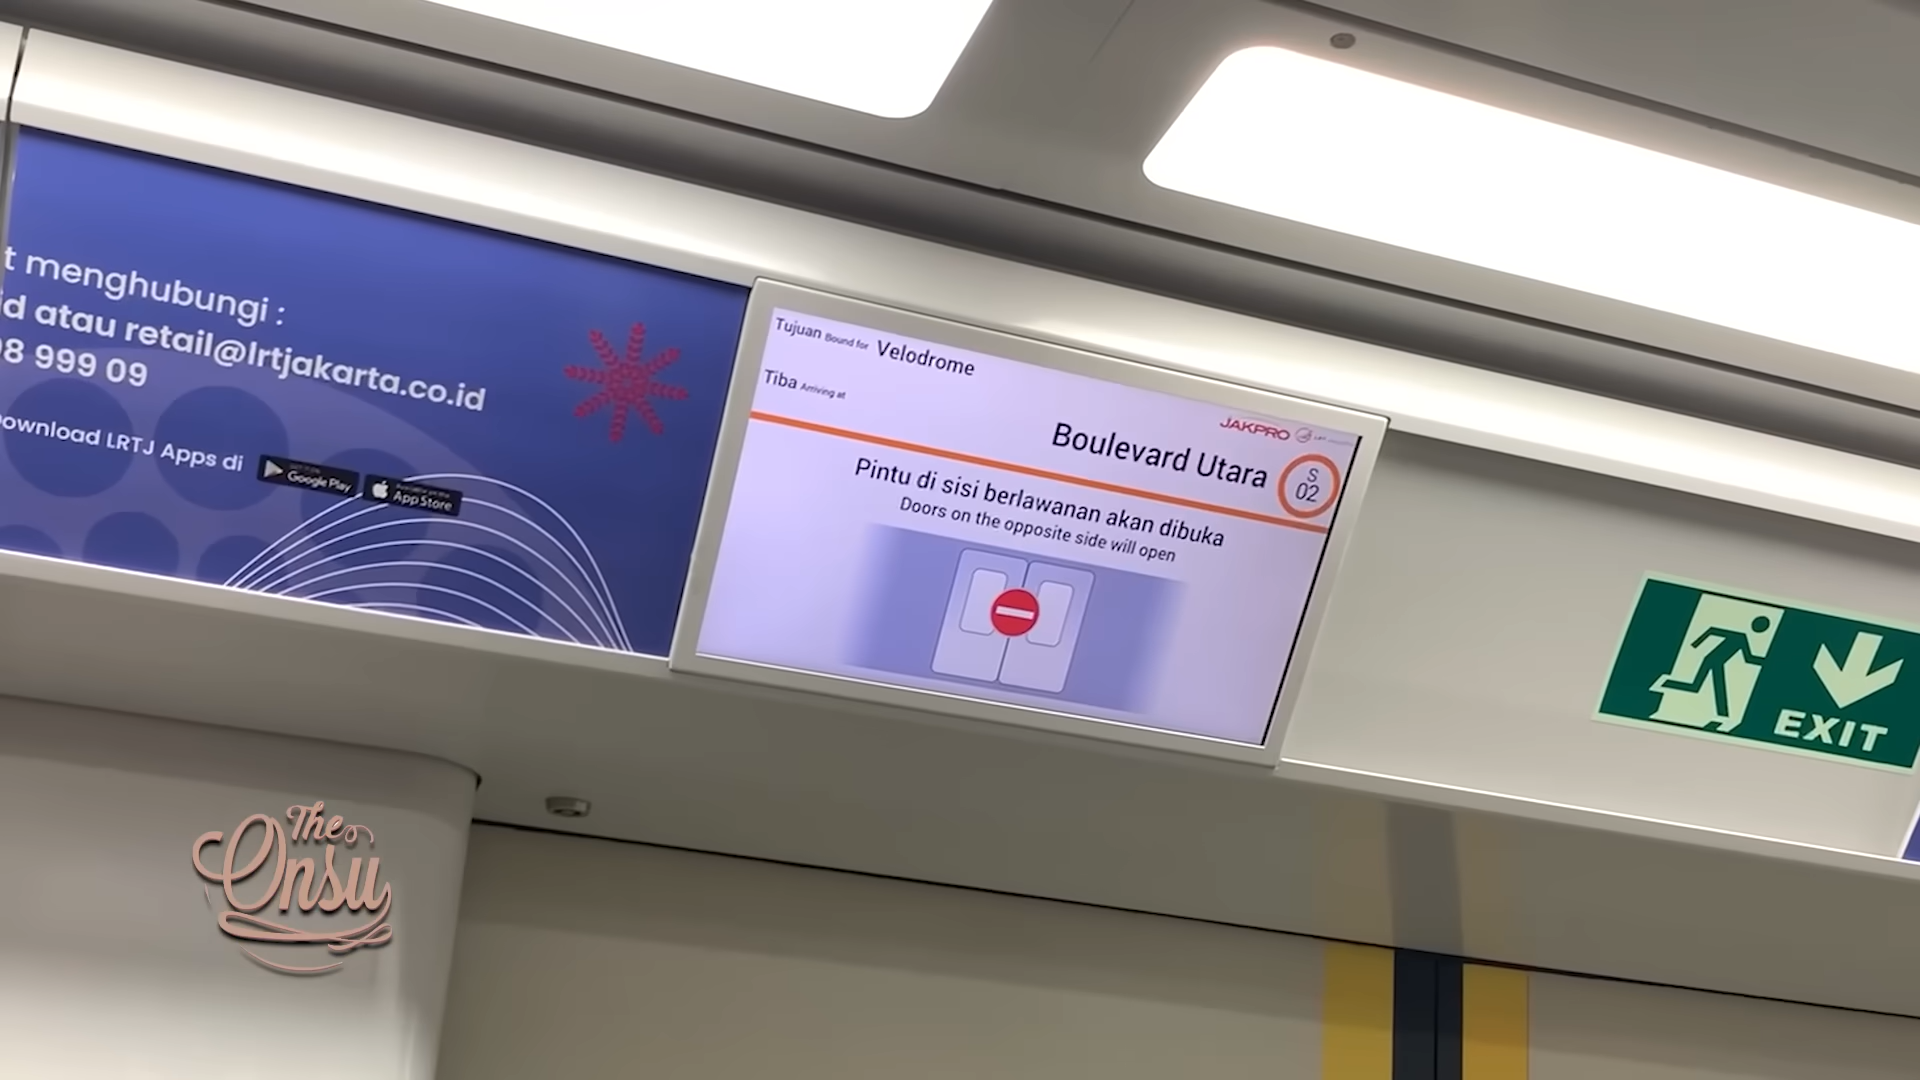 t menghubungi :
d atau retail@lrtjakarta.co.id
98 999 09
ownload LRTJ Apps di
Google Play
App Store
Tujuan Bound for Velodrome
Tiba Arriving at
JAKPRO
Boulevard Utara
S
02
Pintu di sisi berlawanan akan dibuka
Doors on the opposite side will open
EXIT
The
Onsu